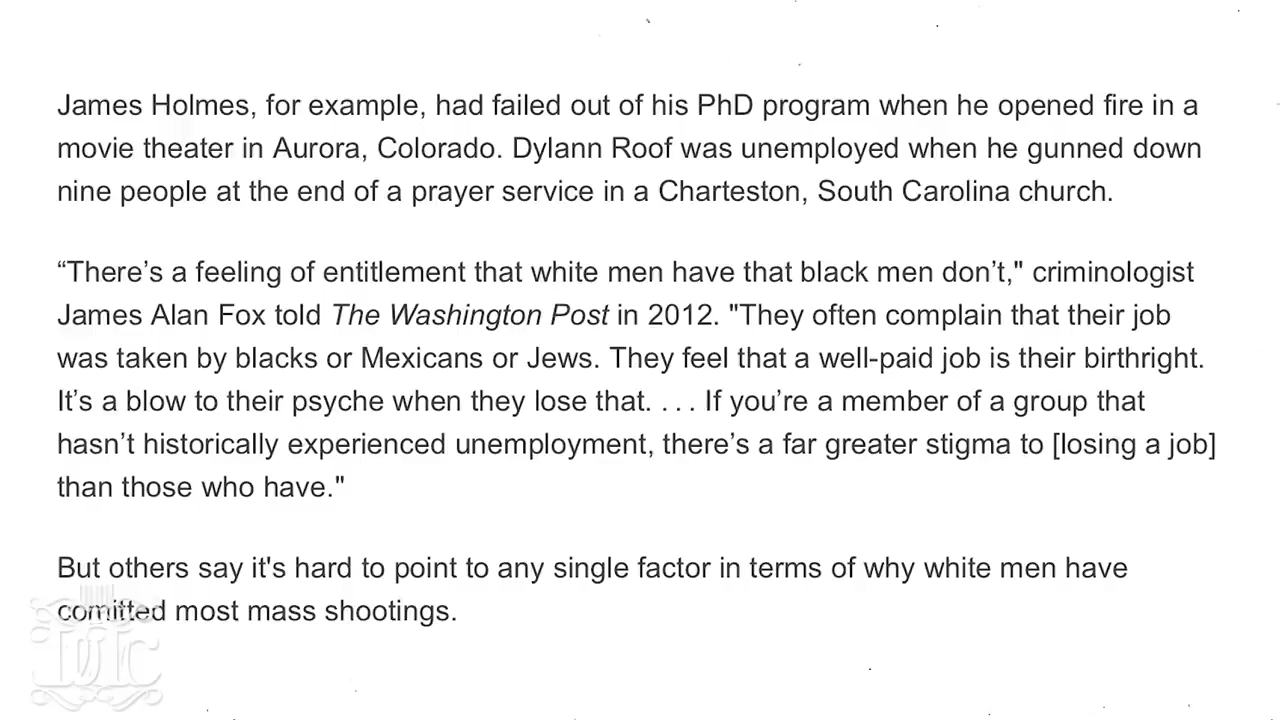 James Holmes, for example, had failed out of his PhD program when he opened fire in a
movie theater in Aurora, Colorado. Dylann Roof was unemployed when he gunned down
nine people at the end of a prayer service in a Charteston, South Carolina church.
“There’s a feeling of entitlement that white men have that black men don’t," criminologist
James Alan Fox told The Washington Post in 2012. "They often complain that their job
was taken by blacks or Mexicans or Jews. They feel that a well-paid job is their birthright.
It’s a blow to their psyche when they lose that. . . . If you’re a member of a group that
hasn’t historically experienced unemployment, there’s a far greater stigma to [losing a job]
than those who have."
But others say it's hard to point to any single factor in terms of why white men have
comitted most mass shootings.